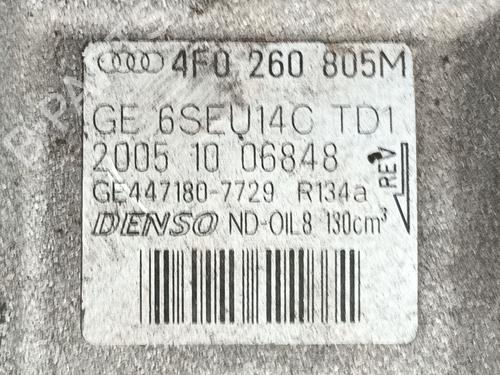 4F0 260 805M
GE 6SEU14C TD1
2005 10 06848
REV
GE447180-7729 R134a
DENSO ND-OIL8 130cm³